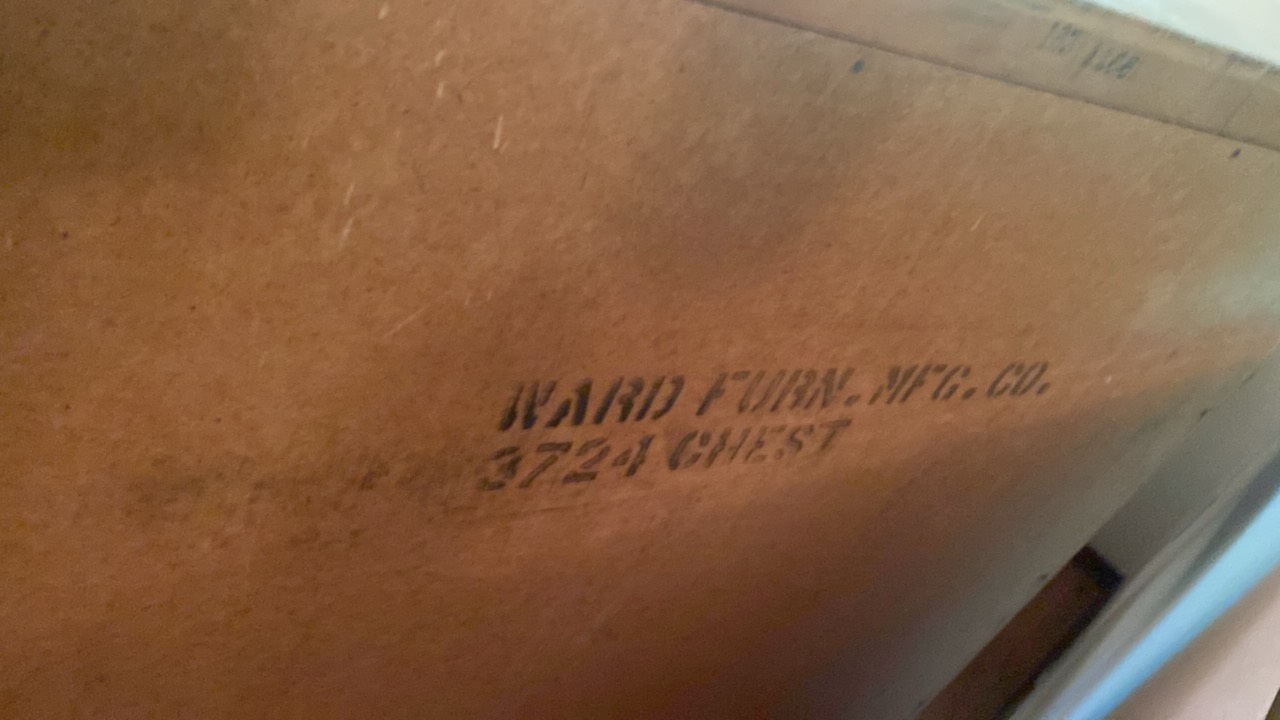 WARD FURN. MFG. CO.
3724 CHEST